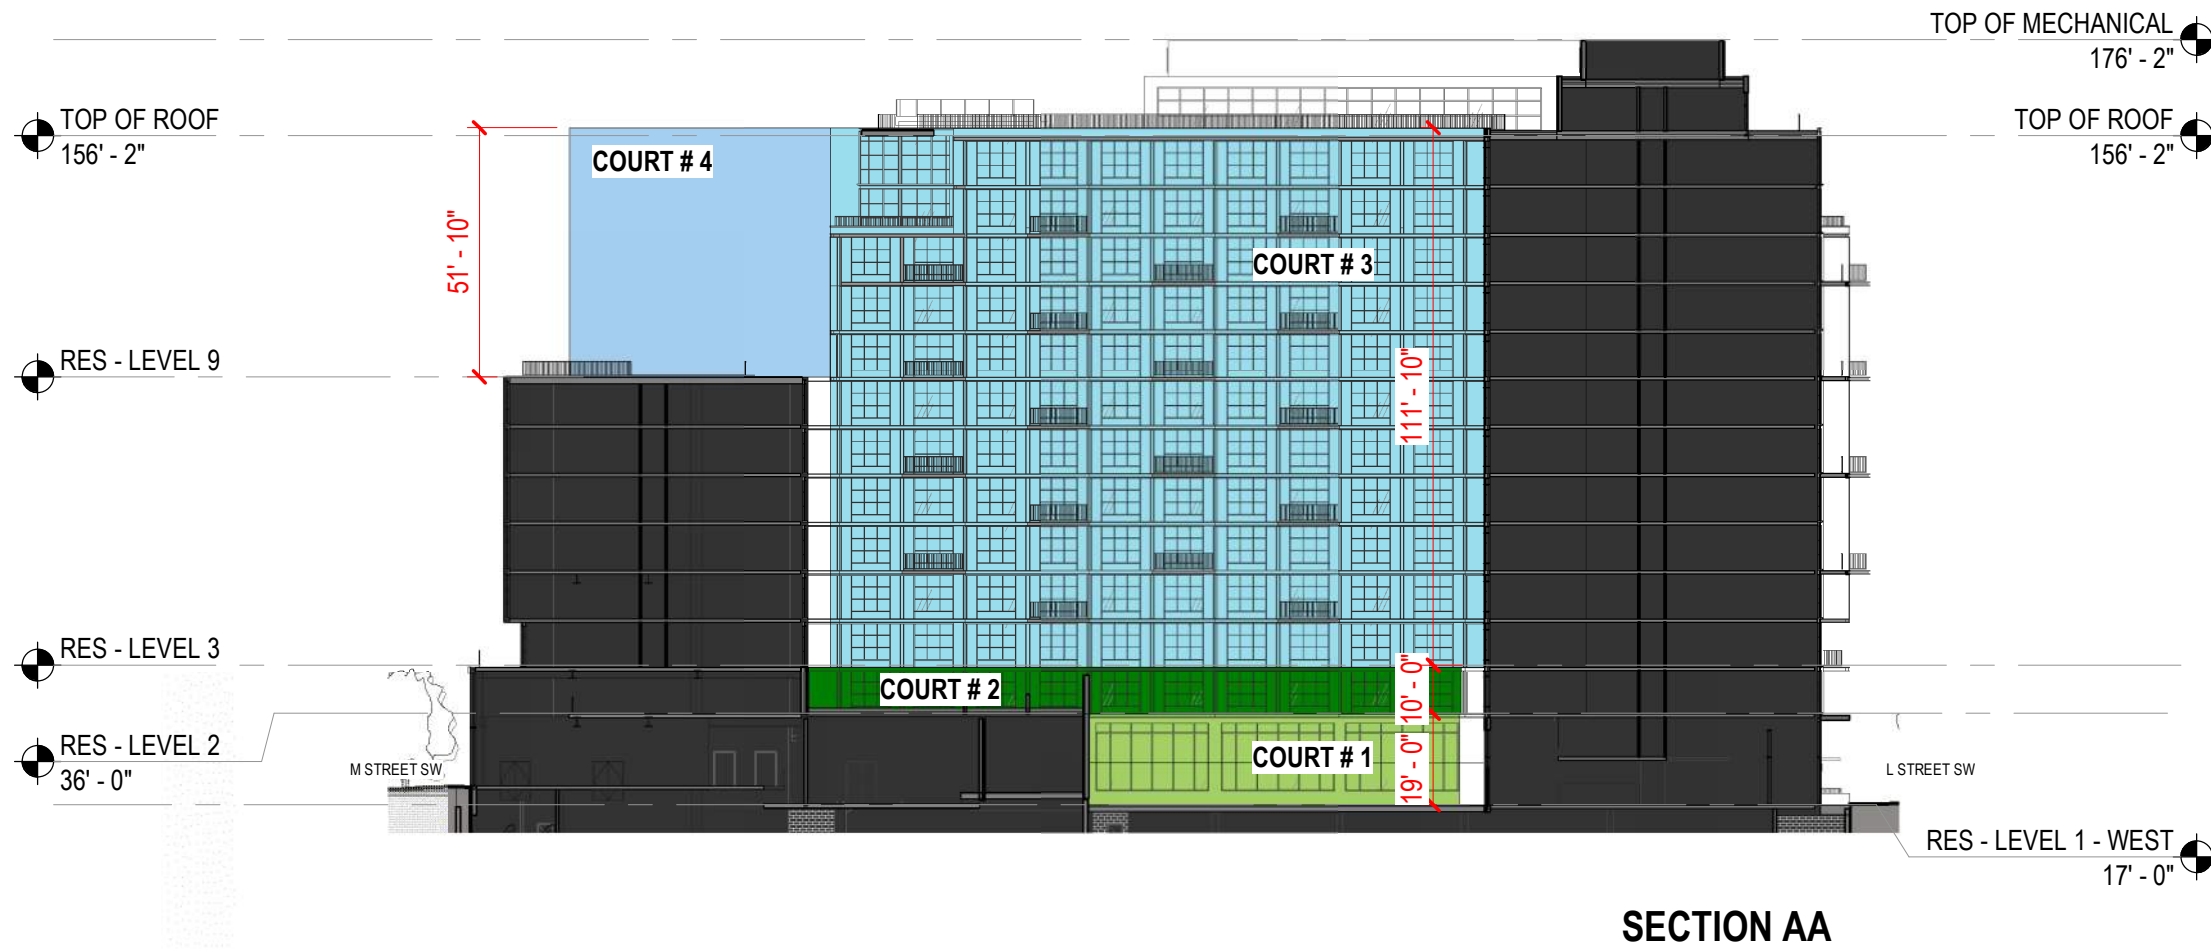 TOP OF MECHANICAL
176' - 2"
TOP OF ROOF
156' - 2"
TOP OF ROOF
156' - 2"
COURT # 4
51' - 10"
COURT # 3
111' - 10"
RES - LEVEL 9
RES - LEVEL 3
COURT # 2
10' - 0"
RES - LEVEL 2
36' - 0"
M STREET SW
COURT # 1
19' - 0"
L STREET SW
RES - LEVEL 1 - WEST
17' - 0"
SECTION AA